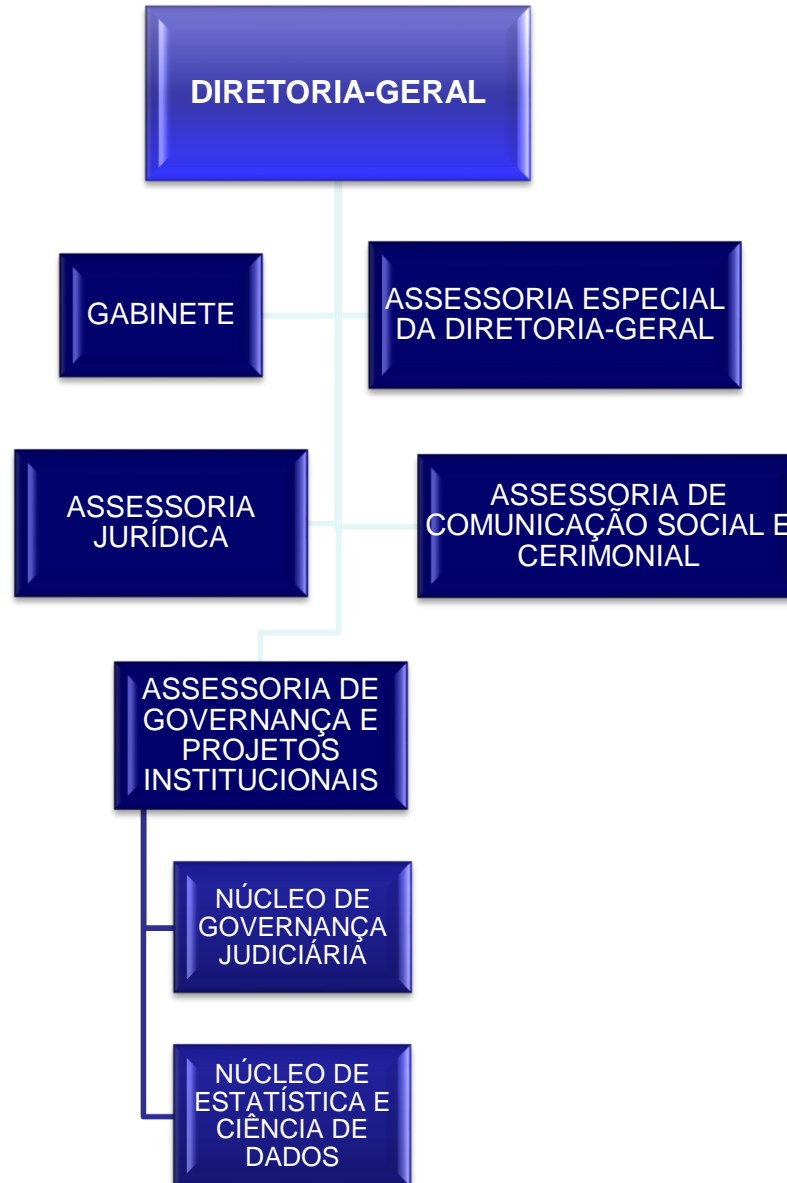 DIRETORIA-GERAL
GABINETE
ASSESSORIA ESPECIAL
DA DIRETORIA-GERAL
ASSESSORIA
JURÍDICA
ASSESSORIA DE
COMUNICAÇÃO SOCIAL E
CERIMONIAL
ASSESSORIA DE
GOVERNANÇA E
PROJETOS
INSTITUCIONAIS
NÚCLEO DE
GOVERNANÇA
JUDICIÁRIA
NÚCLEO DE
ESTATÍSTICA E
CIÊNCIA DE
DADOS